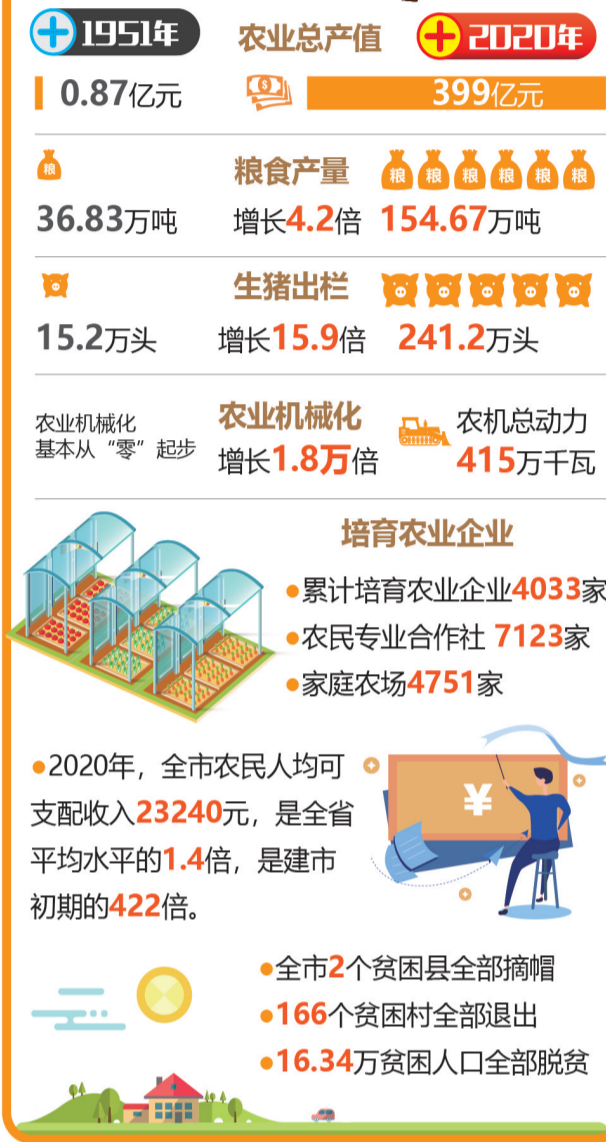 1951年 农业总产值 2020年
0.87亿元 399亿元
粮 粮食产量 粮 粮 粮 粮 粮 粮
36.83万吨 增长4.2倍 154.67万吨
生猪出栏
15.2万头 增长15.9倍 241.2万头
农业机械化
基本从“零”起步
农业机械化
增长1.8万倍
农机总动力
415万千瓦
培育农业企业
●累计培育农业企业4033家
●农民专业合作社 7123家
●家庭农场4751家
●2020年，全市农民人均可
支配收入23240元，是全省
平均水平的1.4倍，是建市
初期的422倍。
¥
●全市2个贫困县全部摘帽
●166个贫困村全部退出
●16.34万贫困人口全部脱贫